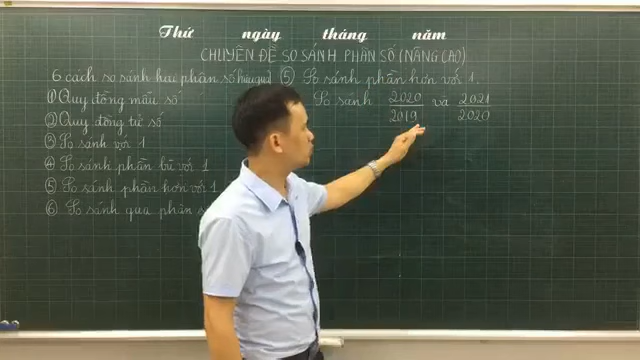 Thứ ngày tháng năm
CHUYÊN ĐỀ SO SÁNH PHÂN SỐ (NÂNG CAO)
6 cách so sánh hai phân số
① Quy đồng mẫu số
② Quy đồng tử số
③ So sánh với 1
④ So sánh phần bù với 1
⑤ So sánh phần hơn với 1
⑥ So sánh qua phân
⑤ So sánh phần hơn với 1.
So sánh 2020/2019 và 2021/2020